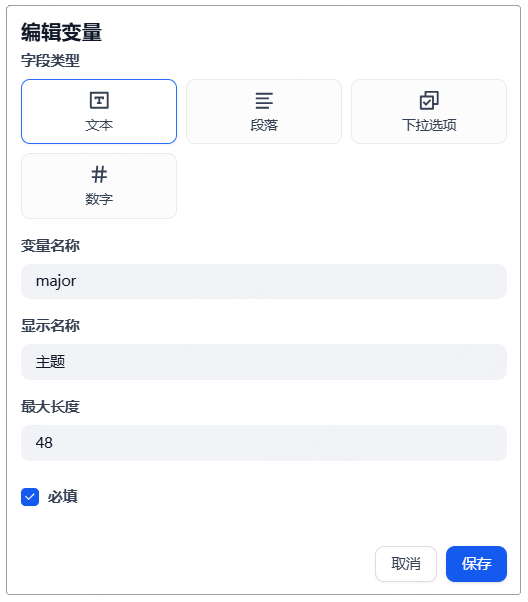 编辑变量
字段类型
文本
段落
下拉选项
数字
变量名称
major
显示名称
主题
最大长度
48
必填
取消
保存